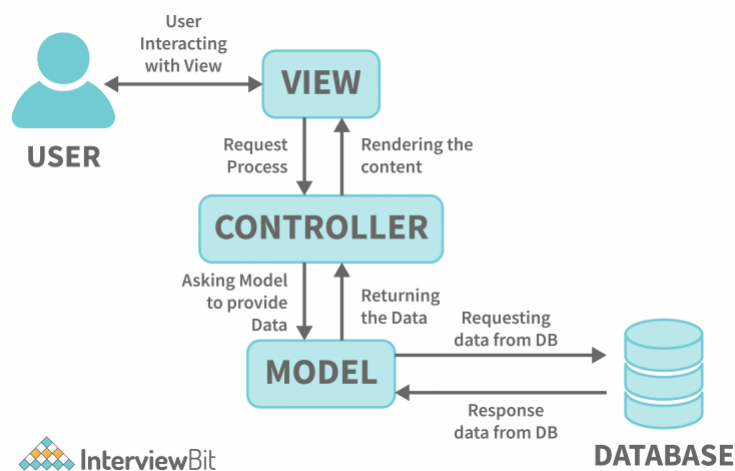 User
Interacting
with View
VIEW
USER
Request
Process
Rendering the
content
CONTROLLER
Asking Model
to provide
Data
Returning
the Data
Requesting
data from DB
MODEL
Response
data from DB
DATABASE
InterviewBit